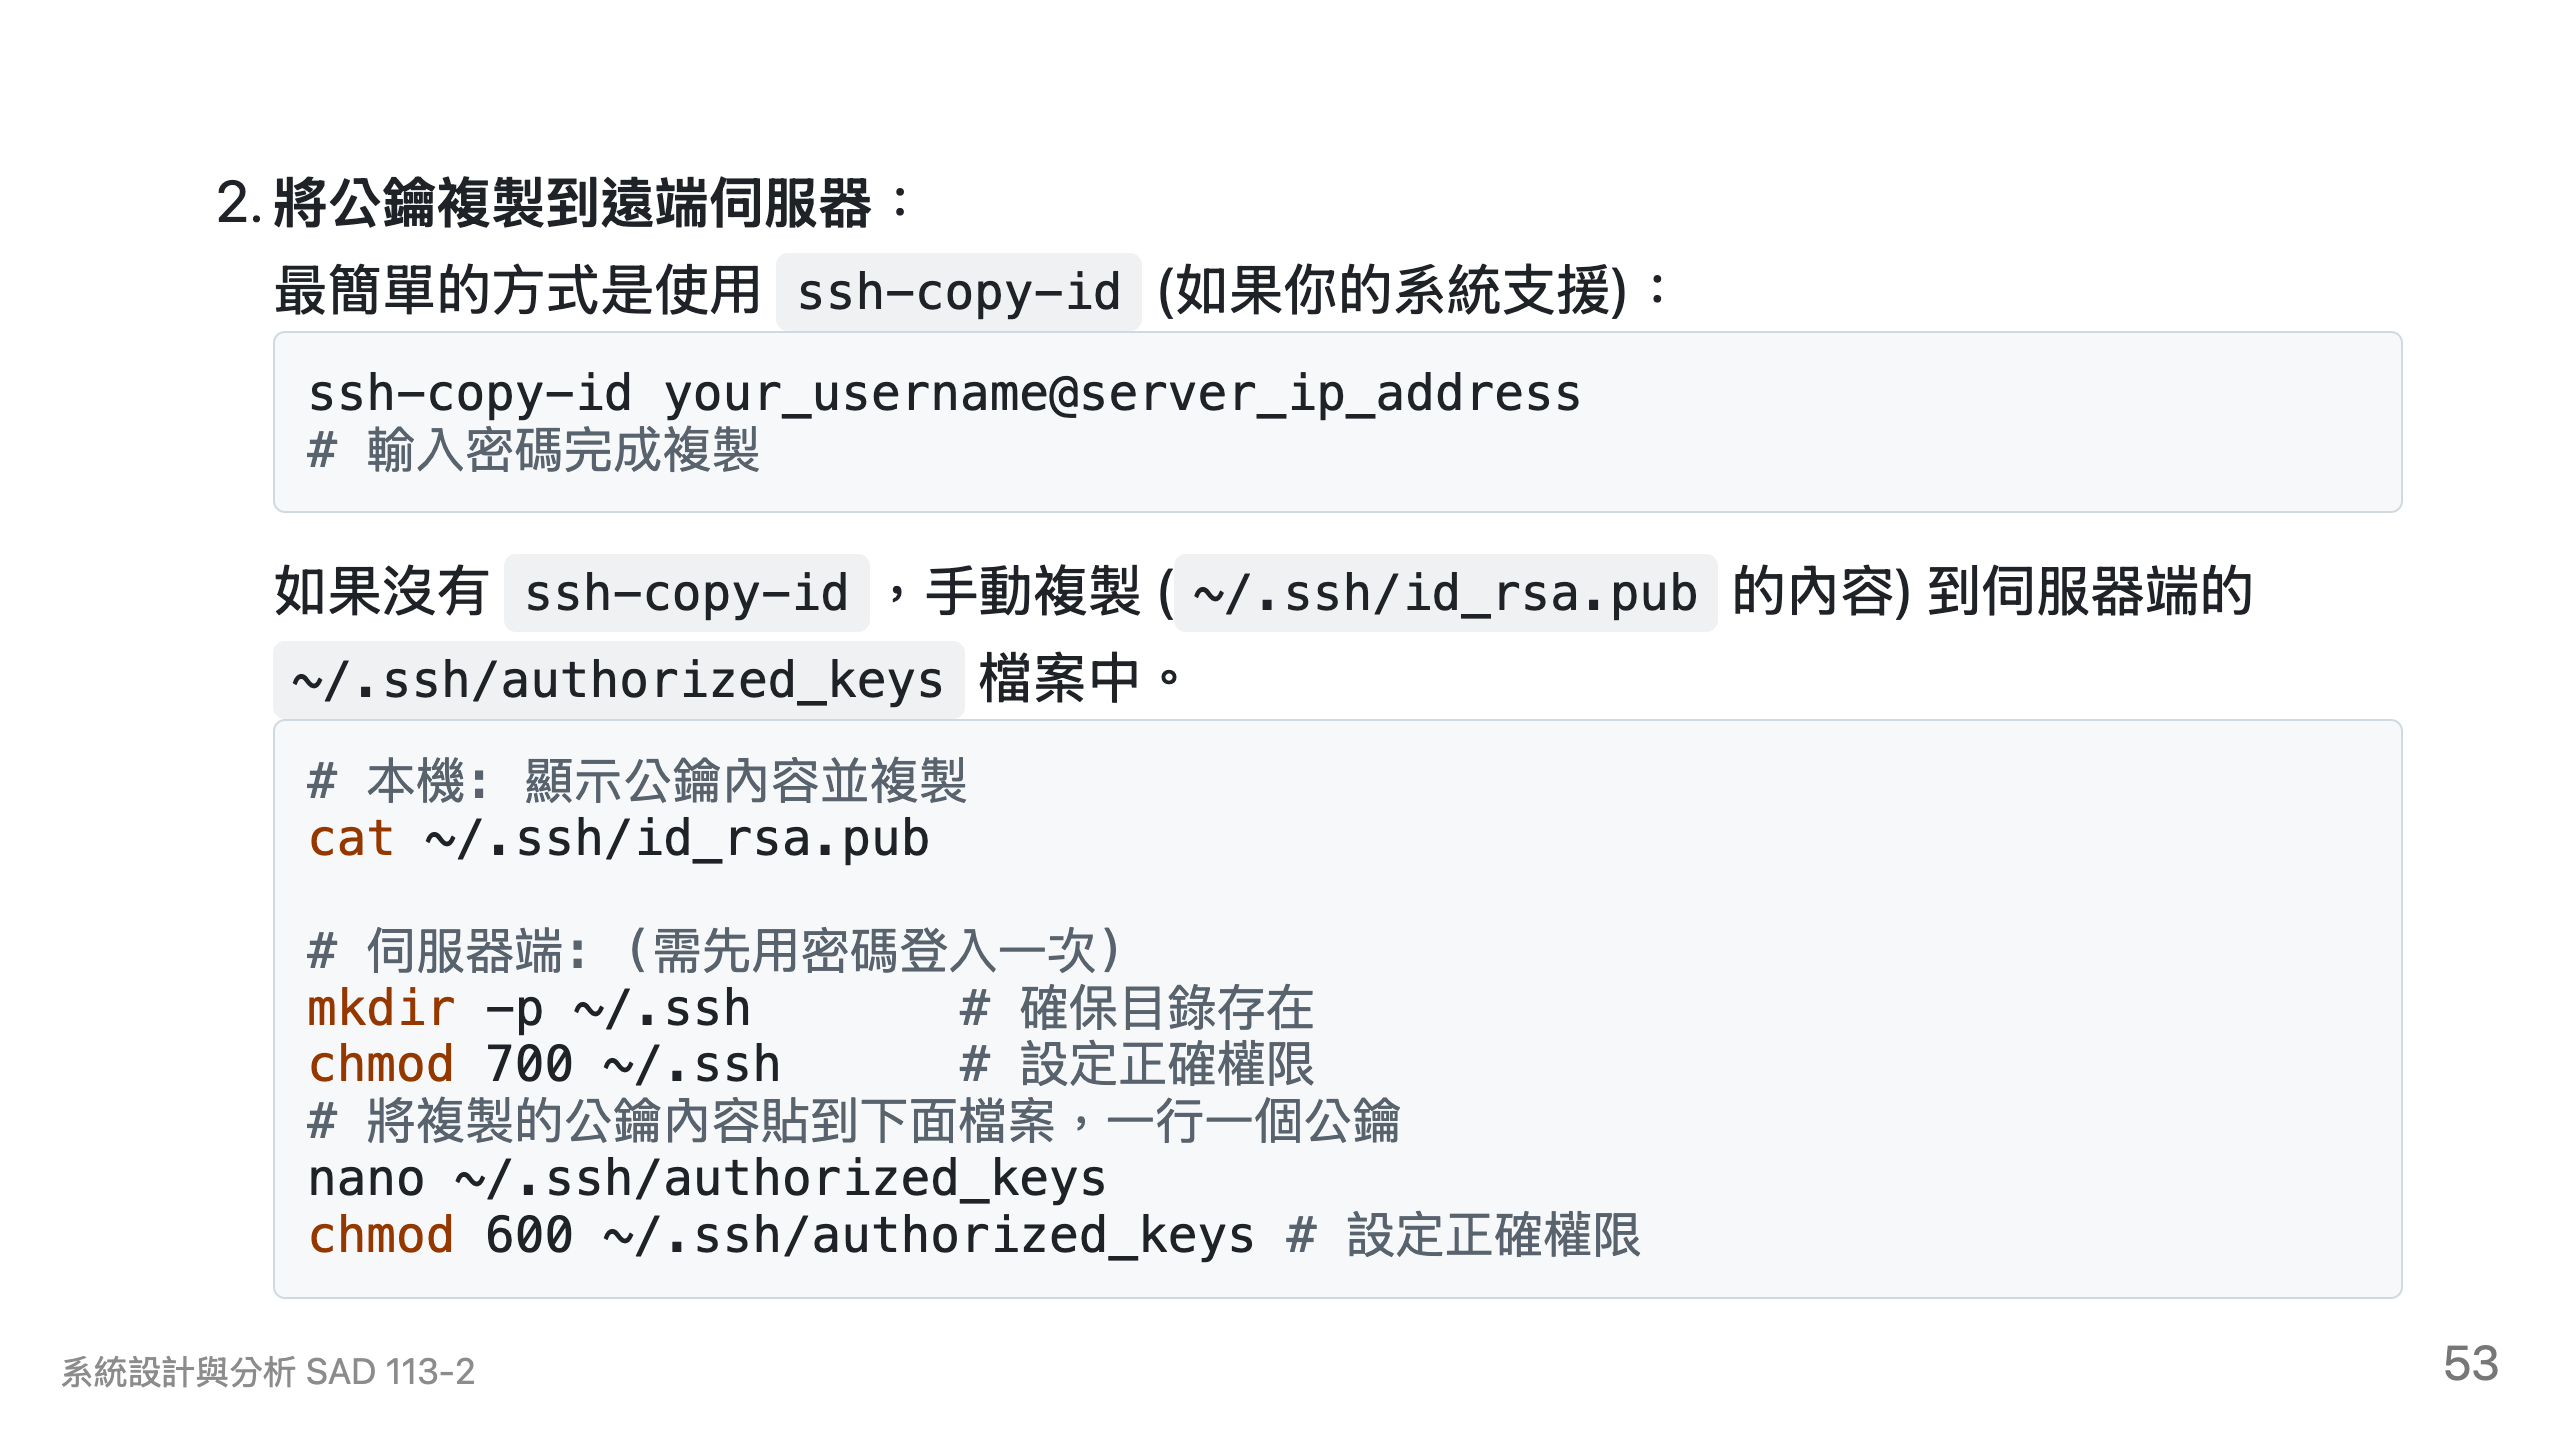 2. 將公鑰複製到遠端伺服器：
最簡單的方式是使用 ssh-copy-id (如果你的系統支援)：
ssh-copy-id your_username@server_ip_address
# 輸入密碼完成複製
如果沒有 ssh-copy-id，手動複製 (~/.ssh/id_rsa.pub 的內容) 到伺服器端的
~/.ssh/authorized_keys 檔案中。
# 本機: 顯示公鑰內容並複製
cat ~/.ssh/id_rsa.pub
# 伺服器端: (需先用密碼登入一次)
mkdir -p ~/.ssh       # 確保目錄存在
chmod 700 ~/.ssh      # 設定正確權限
# 將複製的公鑰內容貼到下面檔案，一行一個公鑰
nano ~/.ssh/authorized_keys
chmod 600 ~/.ssh/authorized_keys # 設定正確權限
系統設計與分析 SAD 113-2
53